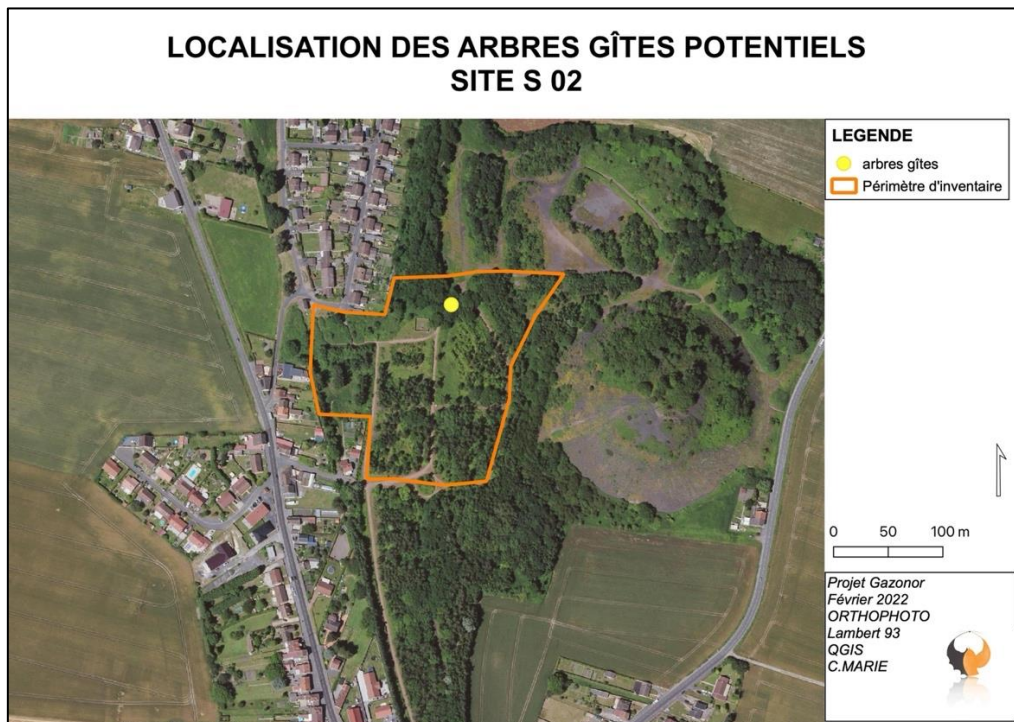 LOCALISATION DES ARBRES GÎTES POTENTIELS
SITE S 02
LEGENDE
arbres gîtes
Périmètre d'inventaire
0 50 100 m
Projet Gazonor
Février 2022
ORTHOPHOTO
Lambert 93
QGIS
C.MARIE